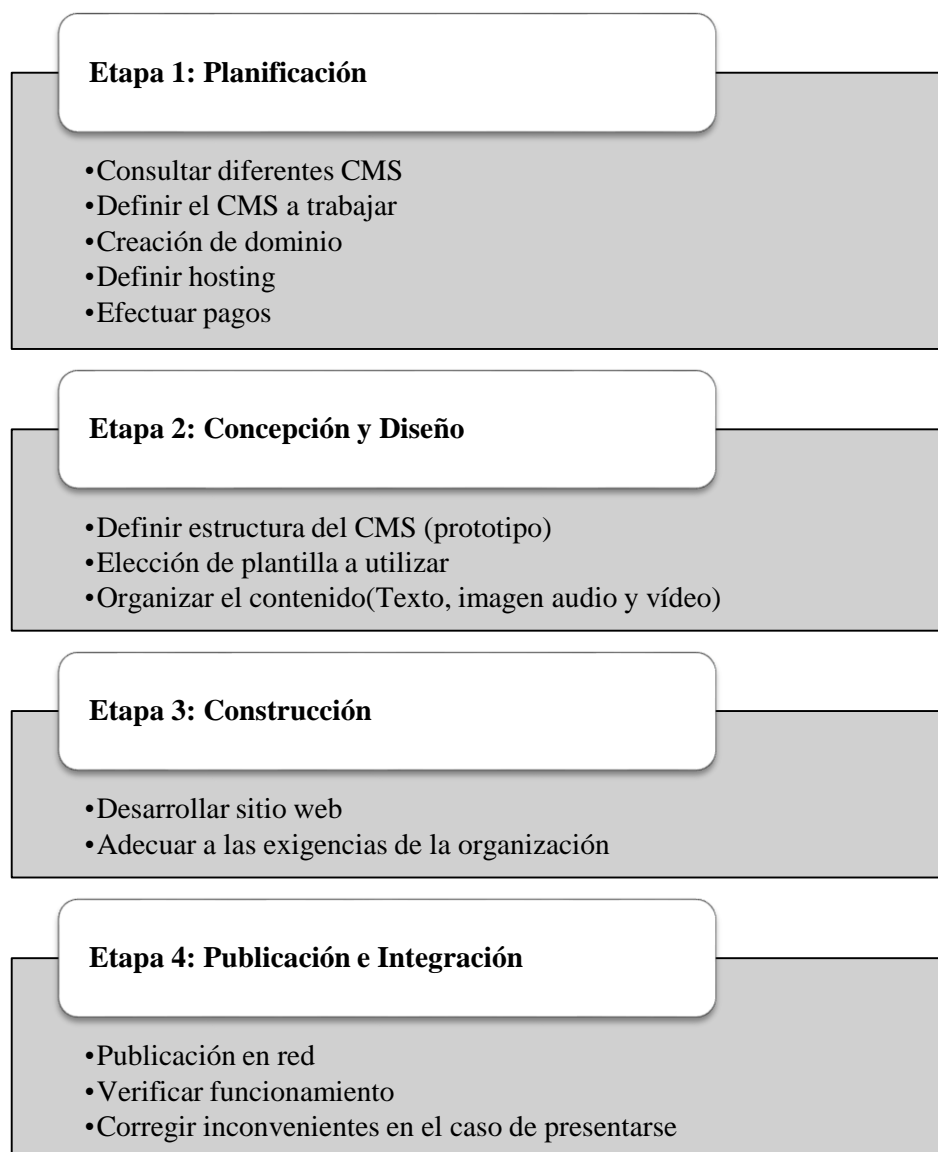 Etapa 1: Planificación
•Consultar diferentes CMS
•Definir el CMS a trabajar
•Creación de dominio
•Definir hosting
•Efectuar pagos
Etapa 2: Concepción y Diseño
•Definir estructura del CMS (prototipo)
•Elección de plantilla a utilizar
•Organizar el contenido(Texto, imagen audio y vídeo)
Etapa 3: Construcción
•Desarrollar sitio web
•Adecuar a las exigencias de la organización
Etapa 4: Publicación e Integración
•Publicación en red
•Verificar funcionamiento
•Corregir inconvenientes en el caso de presentarse